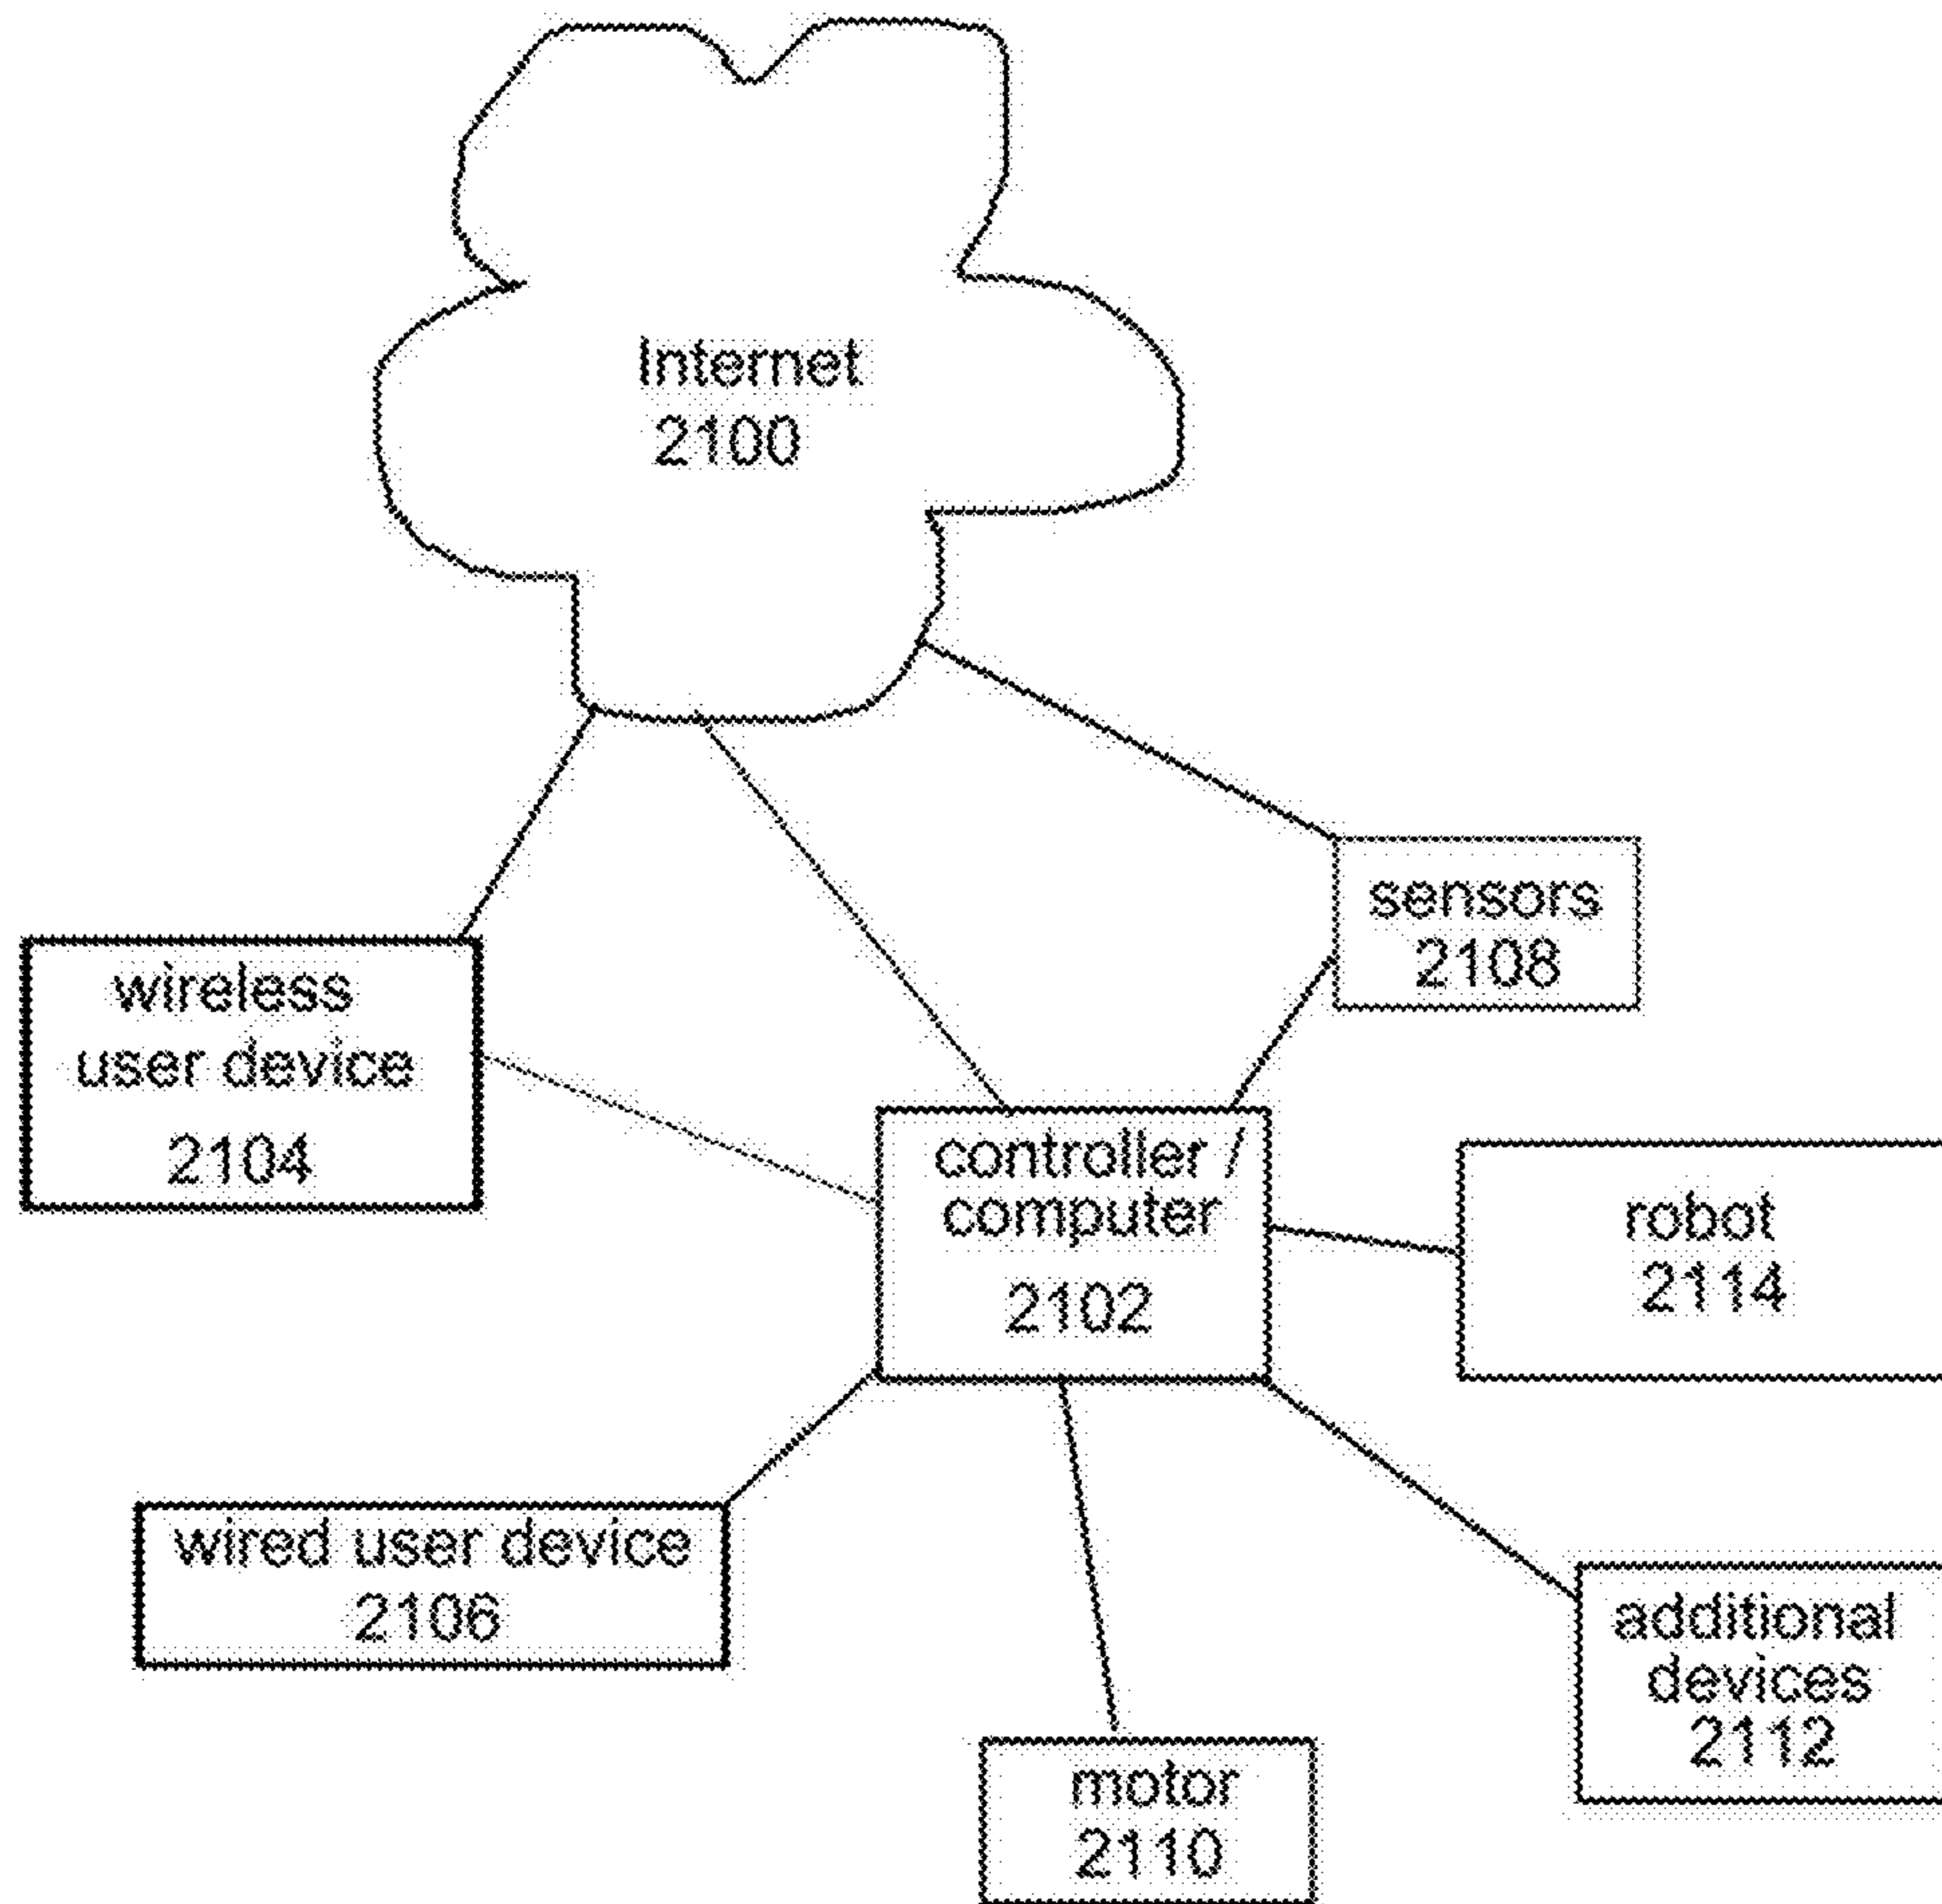 Internet
2100
sensors
2108
wireless
user device
2104
controller /
computer
2102
robot
2114
wired user device
2106
additional
devices
2112
motor
2110